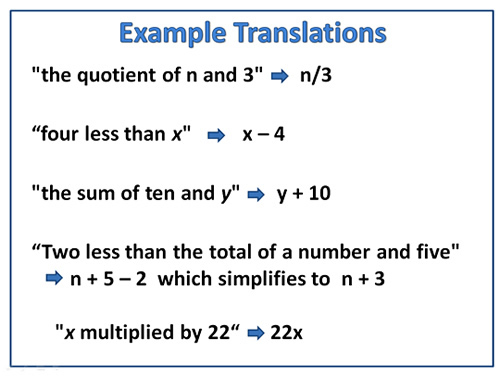 Example Translations
"the quotient of n and 3" ➡ n/3
“four less than x" ➡ x – 4
"the sum of ten and y" ➡ y + 10
“Two less than the total of a number and five"
➡ n + 5 – 2 which simplifies to n + 3
"x multiplied by 22“ ➡ 22x